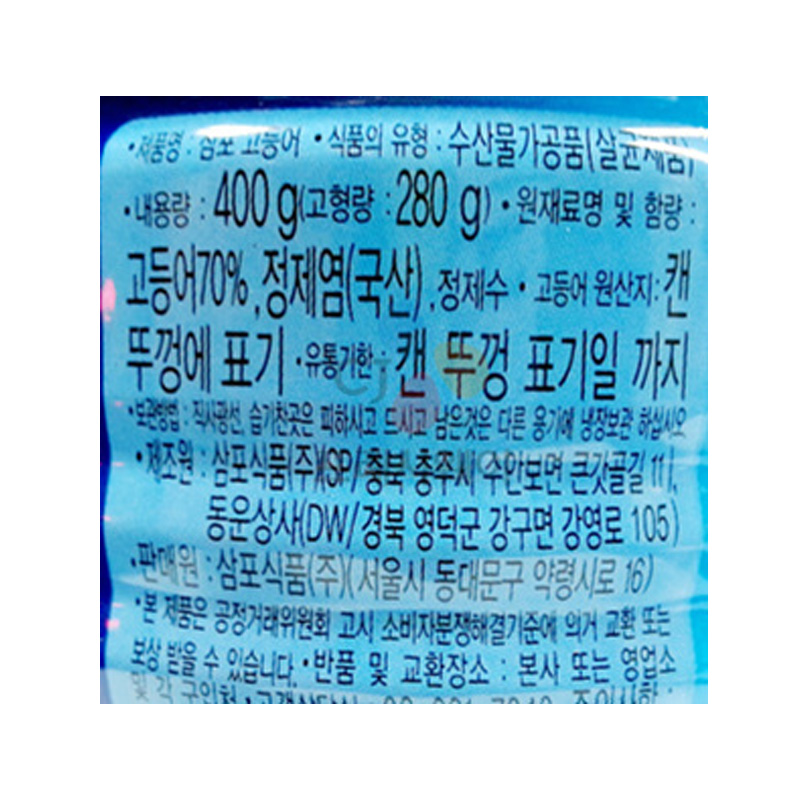 •제품명 : 삼포 고등어 •식품의 유형 : 수산물가공품(살균제품)
•내용량 : 400 g(고형량 : 280 g) • 원재료명 및 함량 :
고등어70% , 정제염(국산) , 정제수 • 고등어 원산지: 캔
뚜껑에 표기 •유통기한 : 캔 뚜껑 표기일 까지
•보관방법 : 직사광선, 습기찬곳은 피하시고 드시고 남은것은 다른 용기에 냉장보관 하십시오
•제조원 : 삼포식품(주)(SP/ 충북 충주시 수안보면 큰갓골길 11),
동운상사(DW/ 경북 영덕군 강구면 강영로 105)
•판매원 : 삼포식품(주)(서울시 동대문구 약령시로 16)
•본 제품은 공정거래위원회 고시 소비자분쟁해결기준에 의거 교환 또는
보상 받을 수 있습니다. •반품 및 교환장소 : 본사 또는 영업소
및 각 구입처 •고객상담실 :